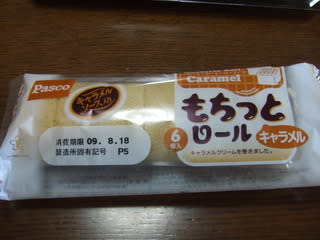 Pasco
キャラメル
ソース入り
Caramel
もちっと
ロール
キャラメル
6
個入
キャラメルクリームを巻きました。
消費期限 09. 8.18
製造所固有記号 P5